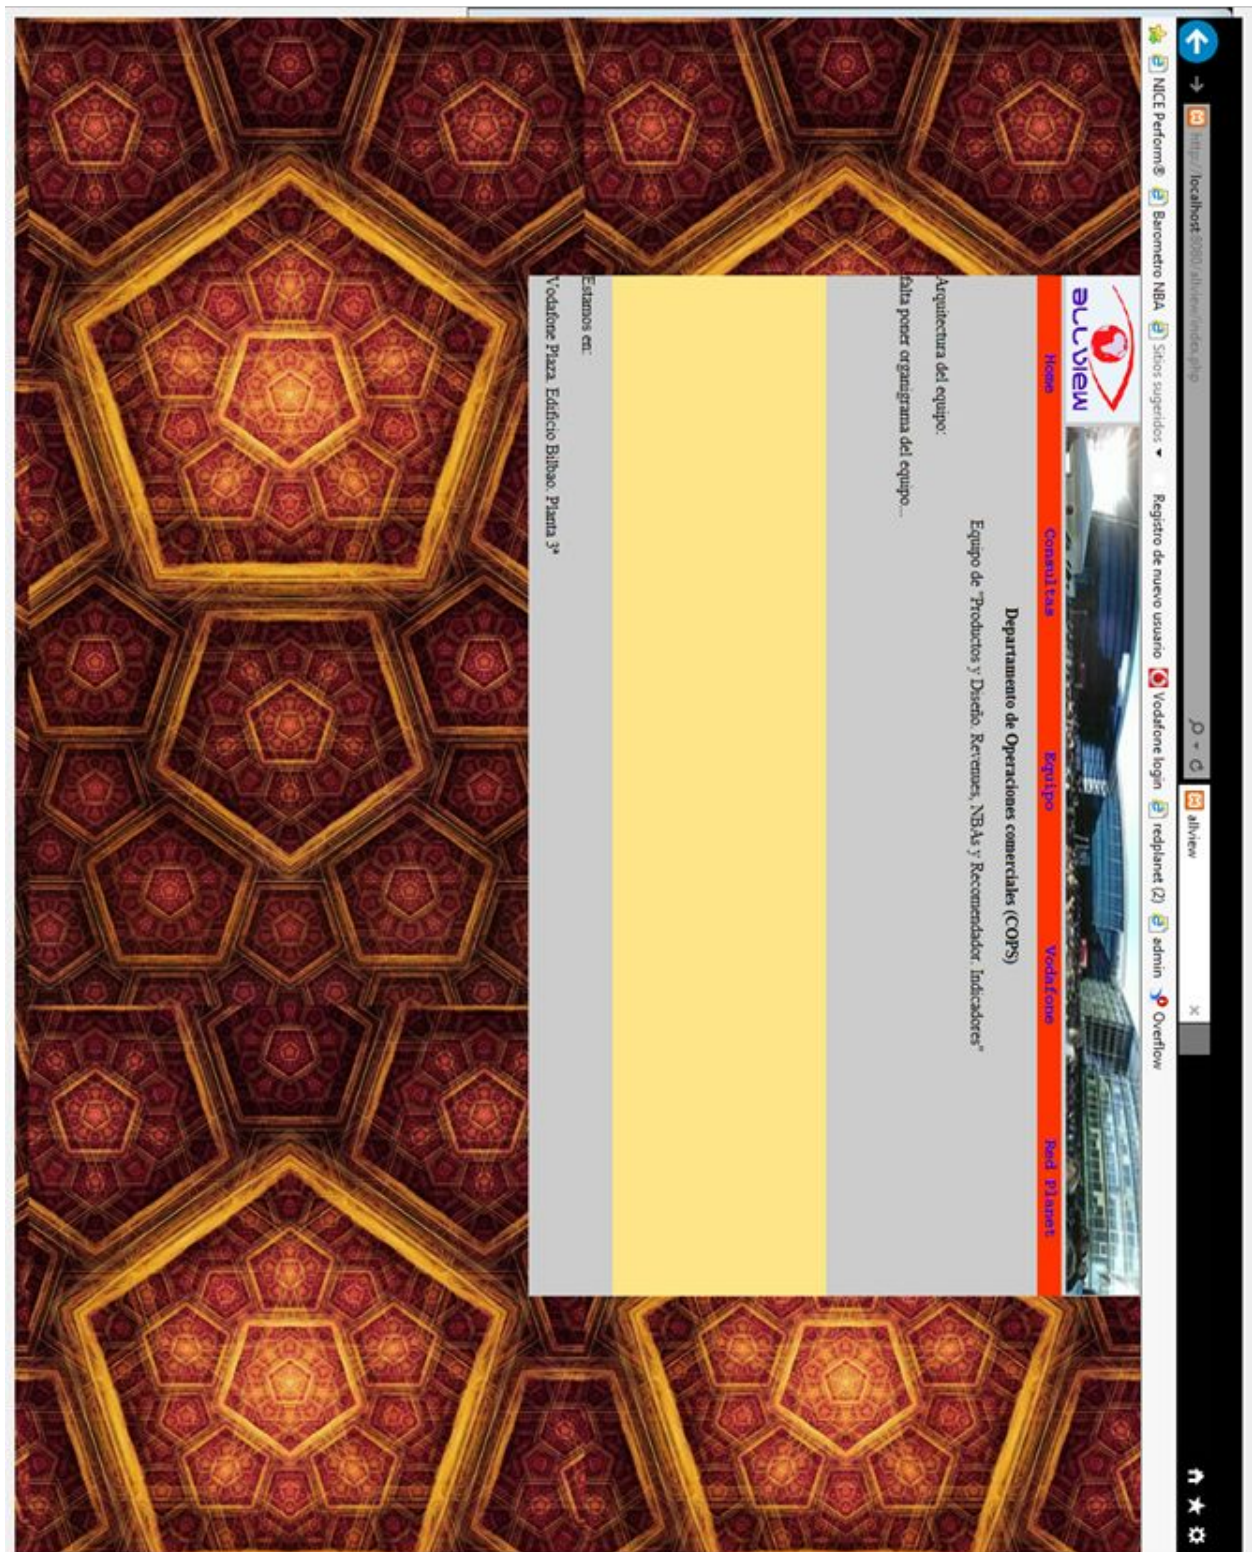 http://localhost:8080/allview/index.php
allview
NICE Perform® Barometro NBA Sitios sugeridos Registro de nuevo usuario Vodafone login redplanet (2) admin Overflow
ALLVIEW
Home Consultas Equipo Vodafone Red Planet
Departamento de Operaciones comerciales (COPS)
Equipo de "Productos y Diseño. Revenues, NBAs y Recomendador. Indicadores"
Arquitectura del equipo:
falta poner organigrama del equipo...
Estamos en:
Vodafone Plaza. Edificio Bilbao. Planta 3ª